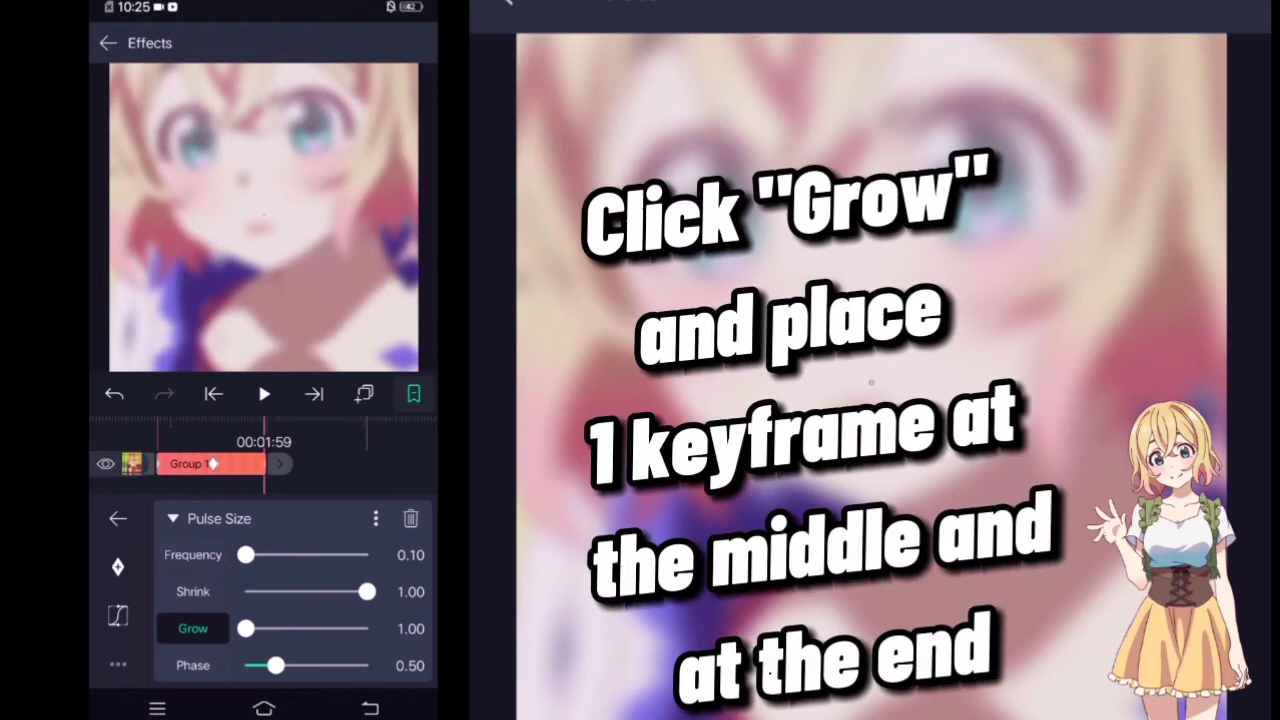 10:25
42
Effects
00:01:59
Group 1
Pulse Size
Frequency 0.10
Shrink 1.00
Grow 1.00
Phase 0.50
Click "Grow"
and place
1 keyframe at
the middle and
at the end